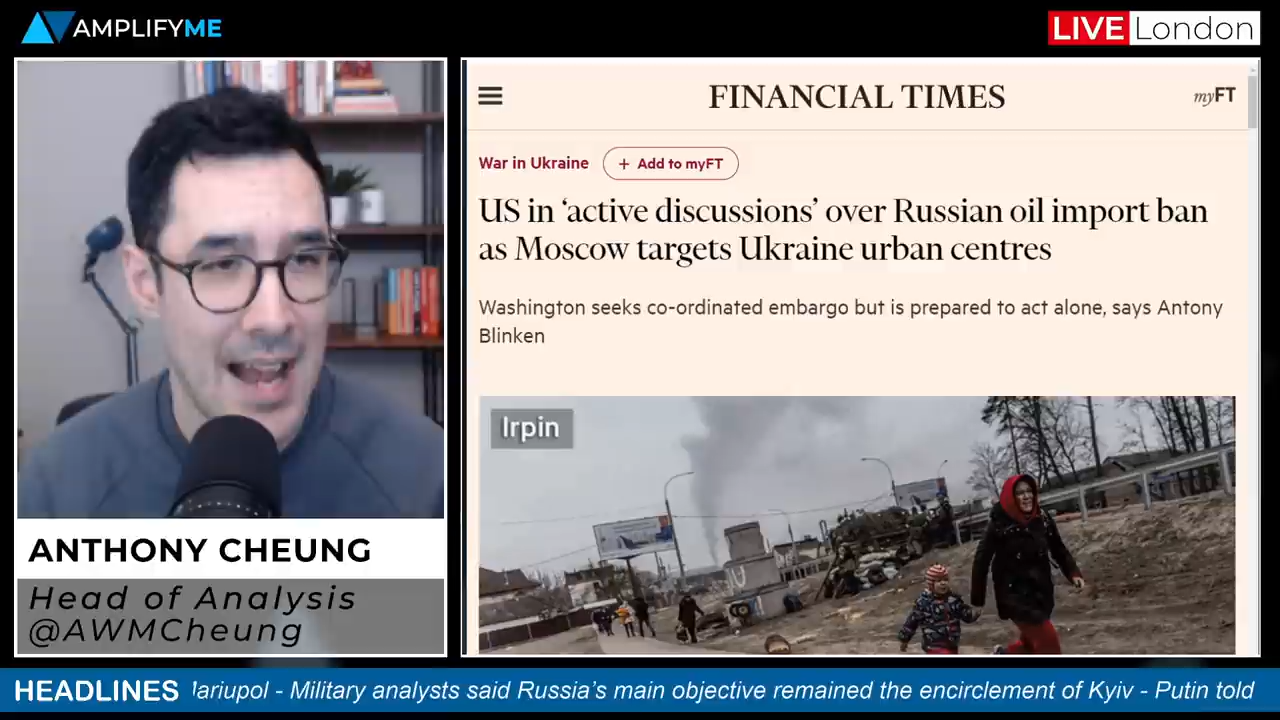 AMPLIFYME
LIVE London
FINANCIAL TIMES
myFT
War in Ukraine
+ Add to myFT
US in ‘active discussions’ over Russian oil import ban
as Moscow targets Ukraine urban centres
Washington seeks co-ordinated embargo but is prepared to act alone, says Antony
Blinken
Irpin
ANTHONY CHEUNG
Head of Analysis
@AWMCheung
HEADLINES
lariupol - Military analysts said Russia’s main objective remained the encirclement of Kyiv - Putin told